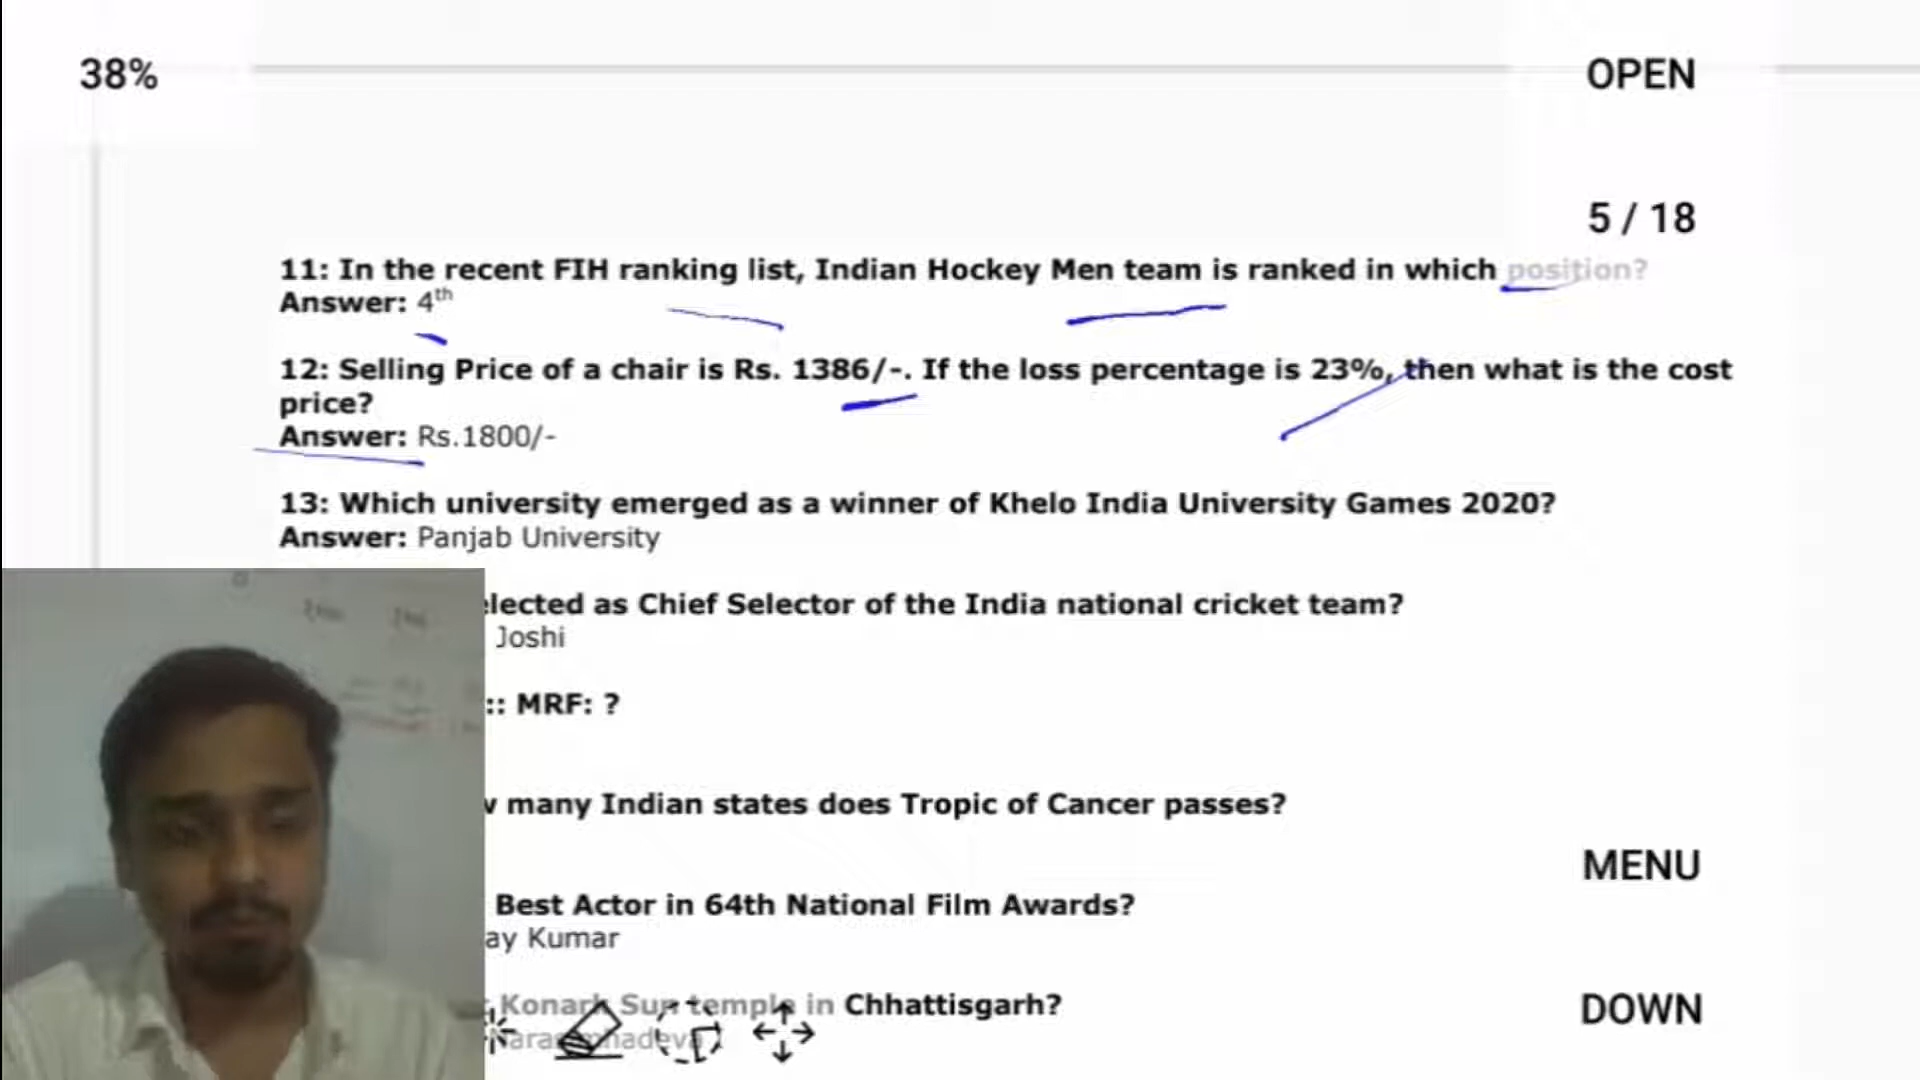 38%
OPEN
5 / 18
11: In the recent FIH ranking list, Indian Hockey Men team is ranked in which position?
Answer: 4th
12: Selling Price of a chair is Rs. 1386/-. If the loss percentage is 23%, then what is the cost
price?
Answer: Rs.1800/-
13: Which university emerged as a winner of Khelo India University Games 2020?
Answer: Panjab University
elected as Chief Selector of the India national cricket team?
Joshi
:: MRF: ?
many Indian states does Tropic of Cancer passes?
Best Actor in 64th National Film Awards?
ay Kumar
MENU
Konark Sun temple in Chhattisgarh?
DOWN